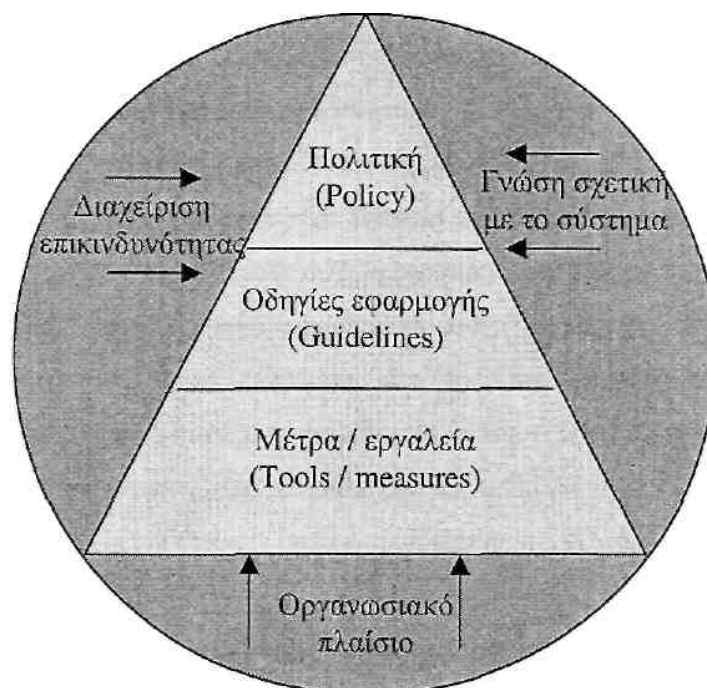 Πολιτική
(Policy)
Διαχείριση
επικινδυνότητας
Γνώση σχετική
με το σύστημα
Οδηγίες εφαρμογής
(Guidelines)
Μέτρα / εργαλεία
(Tools / measures)
Οργανωσιακό
πλαίσιο